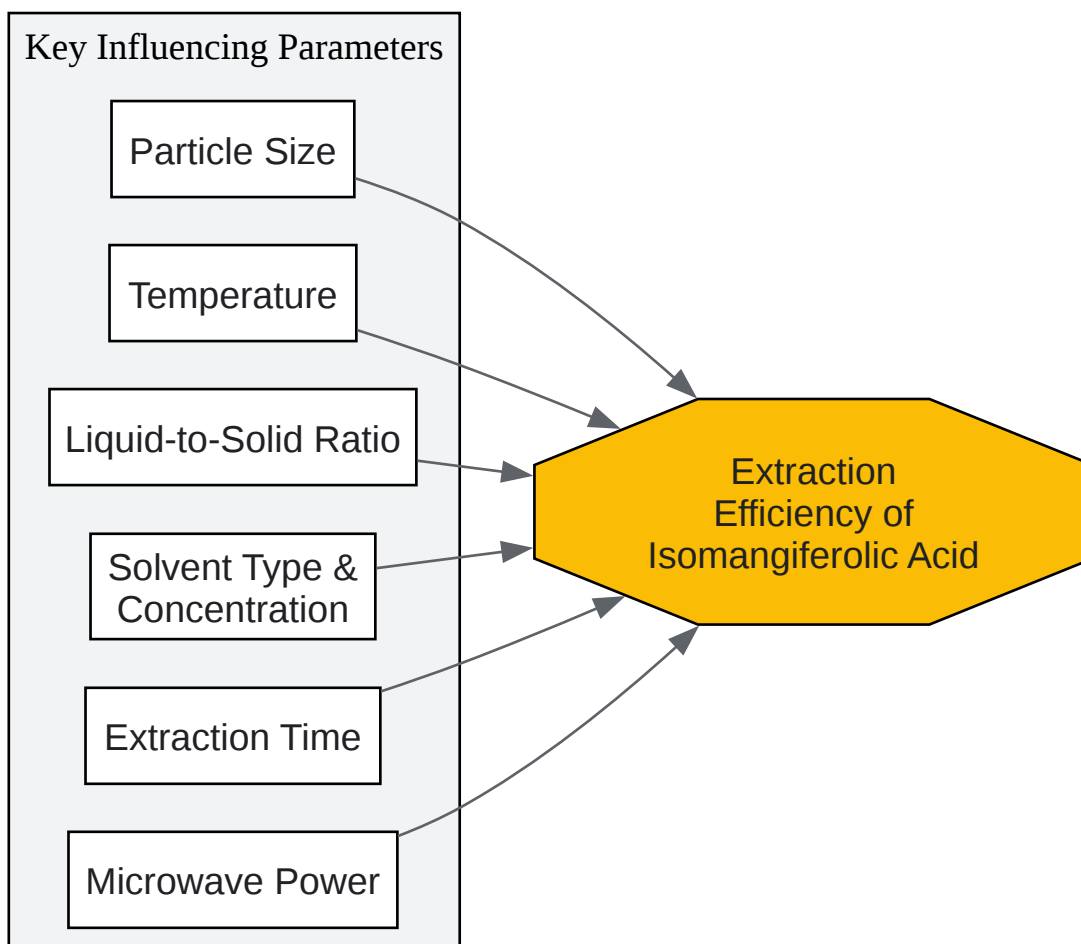 Key Influencing Parameters
Particle Size
Temperature
Liquid-to-Solid Ratio
Solvent Type &
Concentration
Extraction Time
Microwave Power
Extraction
Efficiency of
Isomangiferolic Acid